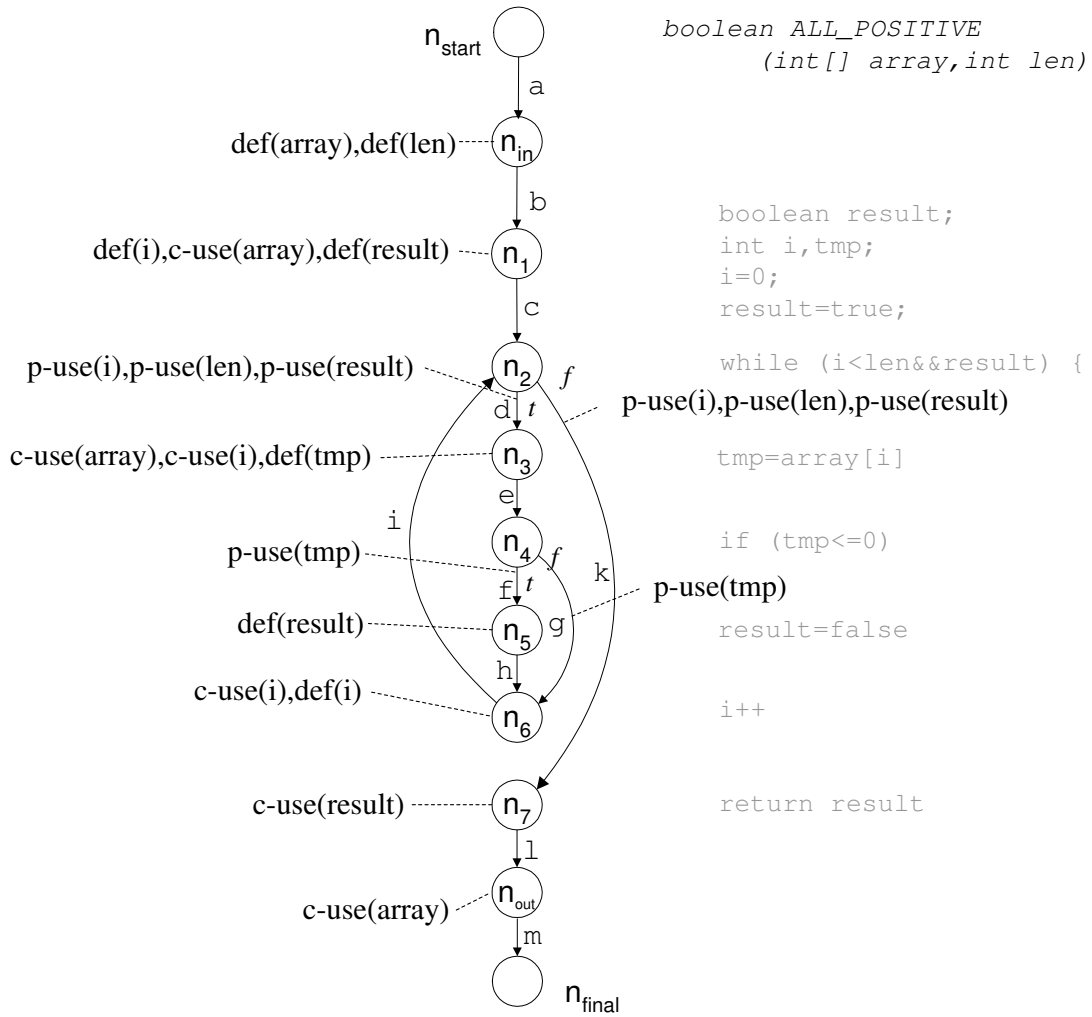 boolean ALL_POSITIVE
(int[] array,int len)
n_start
a
def(array),def(len)
n_in
b
boolean result;
def(i),c-use(array),def(result)
n_1
int i,tmp;
i=0;
c
result=true;
p-use(i),p-use(len),p-use(result)
n_2
f
while (i<len&&result) {
d
t
p-use(i),p-use(len),p-use(result)
c-use(array),c-use(i),def(tmp)
n_3
tmp=array[i]
e
i
n_4
if (tmp<=0)
p-use(tmp)
f
k
f
t
p-use(tmp)
def(result)
n_5
g
result=false
h
c-use(i),def(i)
n_6
i++
c-use(result)
n_7
return result
l
c-use(array)
n_out
m
n_final